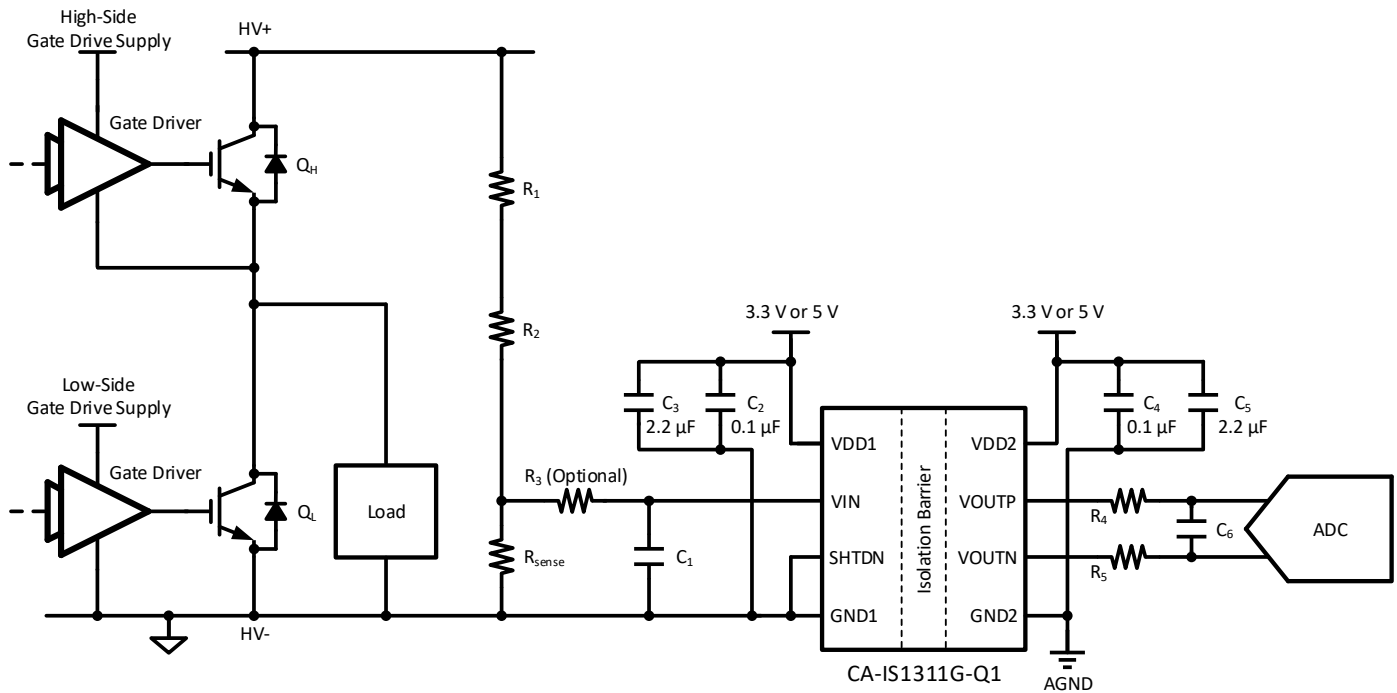 High-Side
Gate Drive Supply
HV+
Gate Driver
QH
R1
R2
3.3 V or 5 V
3.3 V or 5 V
Low-Side
Gate Drive Supply
C3
2.2 µF
C2
0.1 µF
C4
0.1 µF
C5
2.2 µF
Gate Driver
VDD1
VDD2
R3 (Optional)
QL
Load
VIN
Isolation Barrier
VOUTP
R4
C6
ADC
Rsense
C1
SHTDN
VOUTN
R5
GND1
GND2
HV-
CA-IS1311G-Q1
AGND